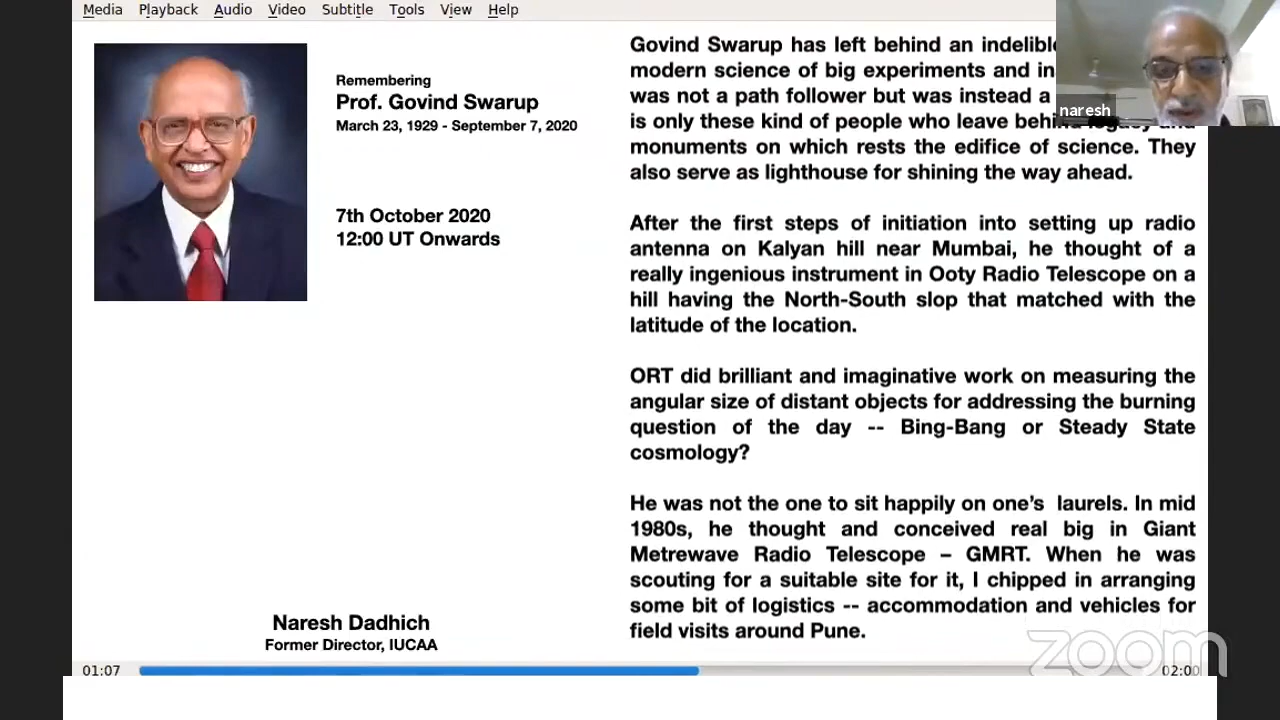 Media Playback Audio Video Subtitle Tools View Help
Remembering
Prof. Govind Swarup
March 23, 1929 - September 7, 2020
7th October 2020
12:00 UT Onwards
Naresh Dadhich
Former Director, IUCAA
Govind Swarup has left behind an indelible
modern science of big experiments and
was not a path follower but was instead a
is only these kind of people who leave behind legacy and
monuments on which rests the edifice of science. They
also serve as lighthouse for shining the way ahead.
After the first steps of initiation into setting up radio
antenna on Kalyan hill near Mumbai, he thought of a
really ingenious instrument in Ooty Radio Telescope on a
hill having the North-South slop that matched with the
latitude of the location.
ORT did brilliant and imaginative work on measuring the
angular size of distant objects for addressing the burning
question of the day -- Bing-Bang or Steady State
cosmology?
He was not the one to sit happily on one's laurels. In mid
1980s, he thought and conceived real big in Giant
Metrewave Radio Telescope – GMRT. When he was
scouting for a suitable site for it, I chipped in arranging
some bit of logistics -- accommodation and vehicles for
field visits around Pune.
naresh
zoom
01:07
02:00